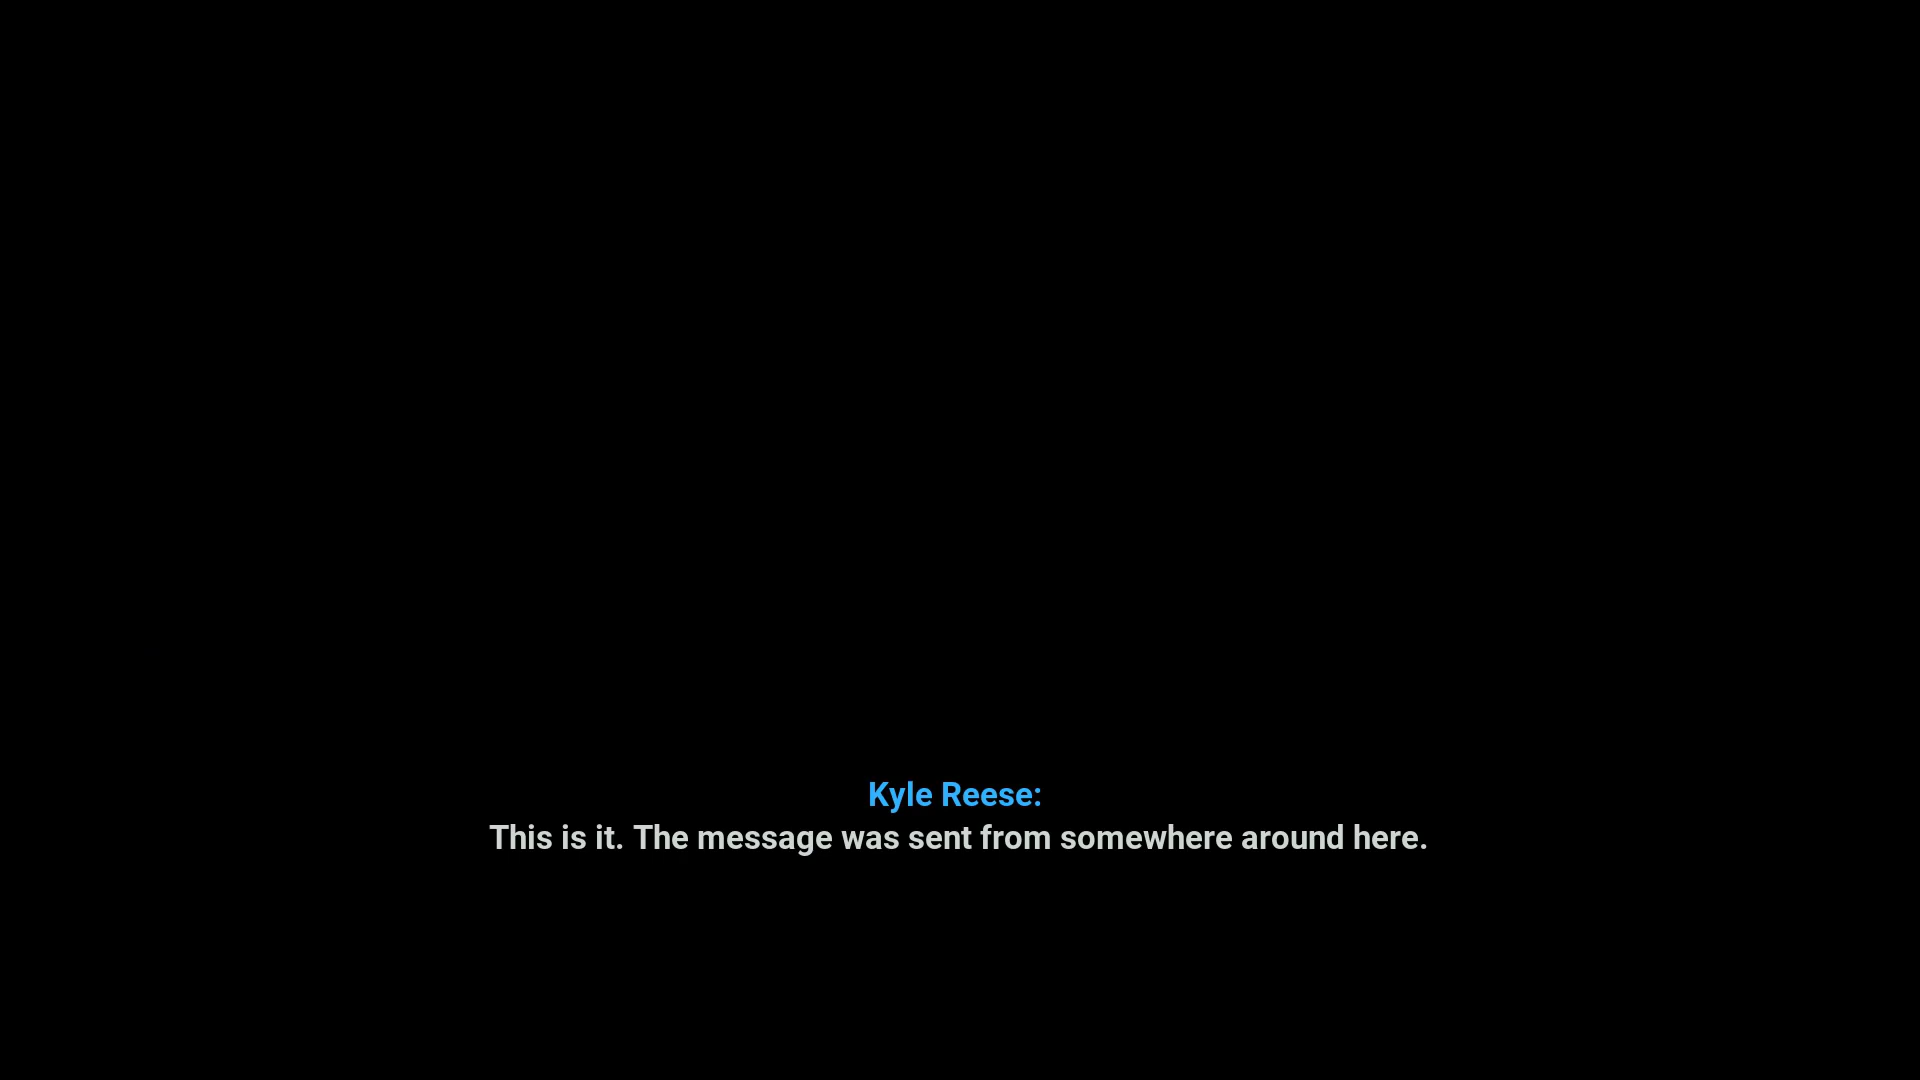 Kyle Reese:
This is it. The message was sent from somewhere around here.